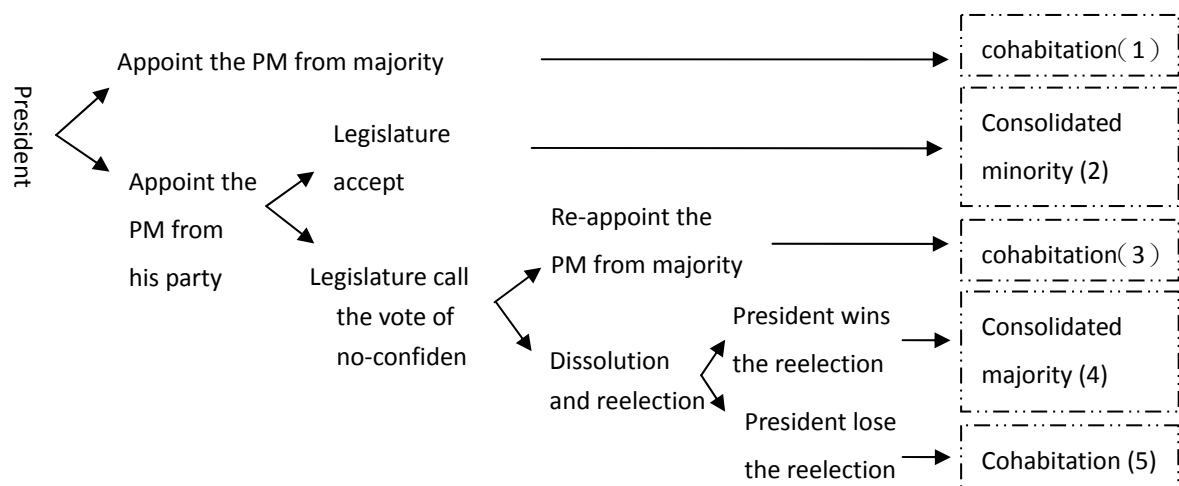 President
Appoint the PM from majority
cohabitation（1）
Appoint the
PM from
his party
Legislature
accept
Consolidated
minority (2)
Legislature call
the vote of
no-confiden
Re-appoint the
PM from majority
cohabitation（3）
Dissolution
and reelection
President wins
the reelection
Consolidated
majority (4)
President lose
the reelection
Cohabitation (5)